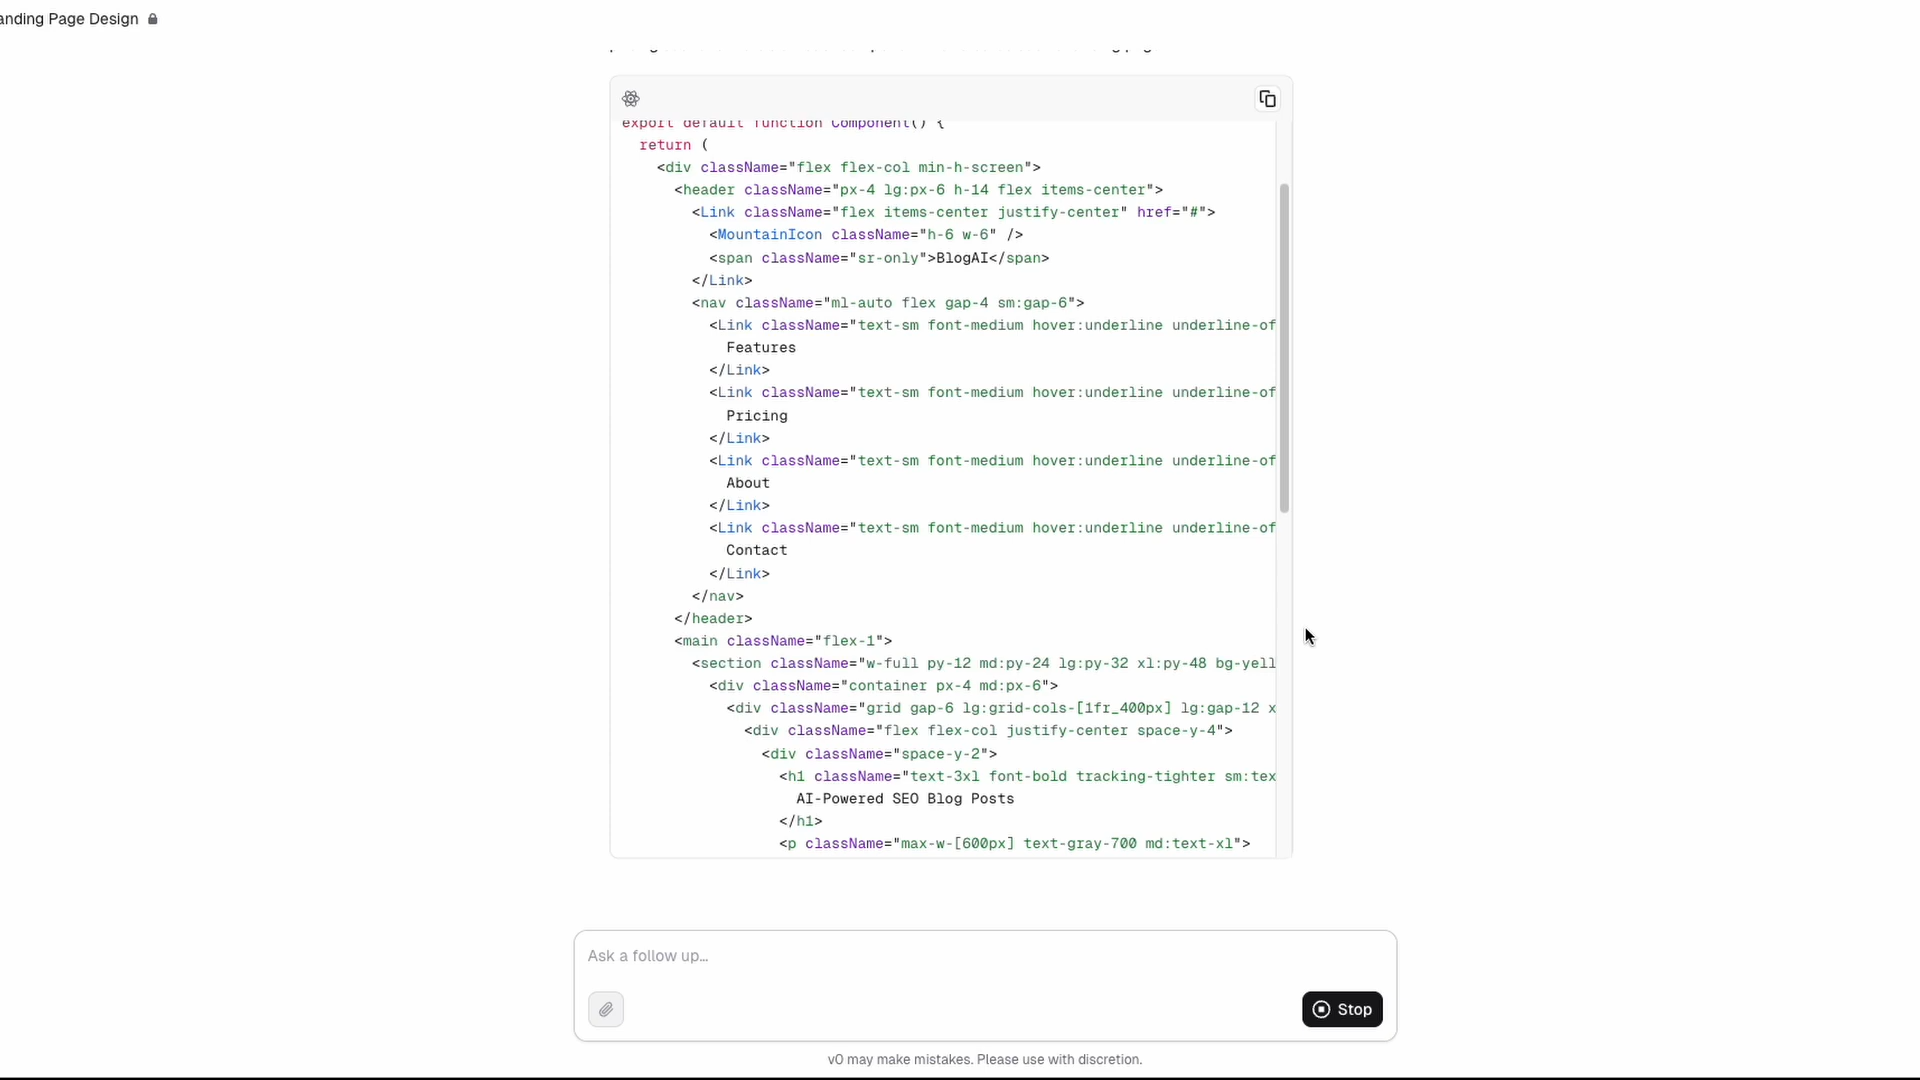 anding Page Design
export default function Component() {
return (
<div className="flex flex-col min-h-screen">
<header className="px-4 lg:px-6 h-14 flex items-center">
<Link className="flex items-center justify-center" href="#">
<MountainIcon className="h-6 w-6" />
<span className="sr-only">BlogAI</span>
</Link>
<nav className="ml-auto flex gap-4 sm:gap-6">
<Link className="text-sm font-medium hover:underline underline-of
Features
</Link>
<Link className="text-sm font-medium hover:underline underline-of
Pricing
</Link>
<Link className="text-sm font-medium hover:underline underline-of
About
</Link>
<Link className="text-sm font-medium hover:underline underline-of
Contact
</Link>
</nav>
</header>
<main className="flex-1">
<section className="w-full py-12 md:py-24 lg:py-32 xl:py-48 bg-yell
<div className="container px-4 md:px-6">
<div className="grid gap-6 lg:grid-cols-[1fr_400px] lg:gap-12 x
<div className="flex flex-col justify-center space-y-4">
<div className="space-y-2">
<h1 className="text-3xl font-bold tracking-tighter sm:tex
AI-Powered SEO Blog Posts
</h1>
<p className="max-w-[600px] text-gray-700 md:text-xl">
Ask a follow up…
Stop
v0 may make mistakes. Please use with discretion.